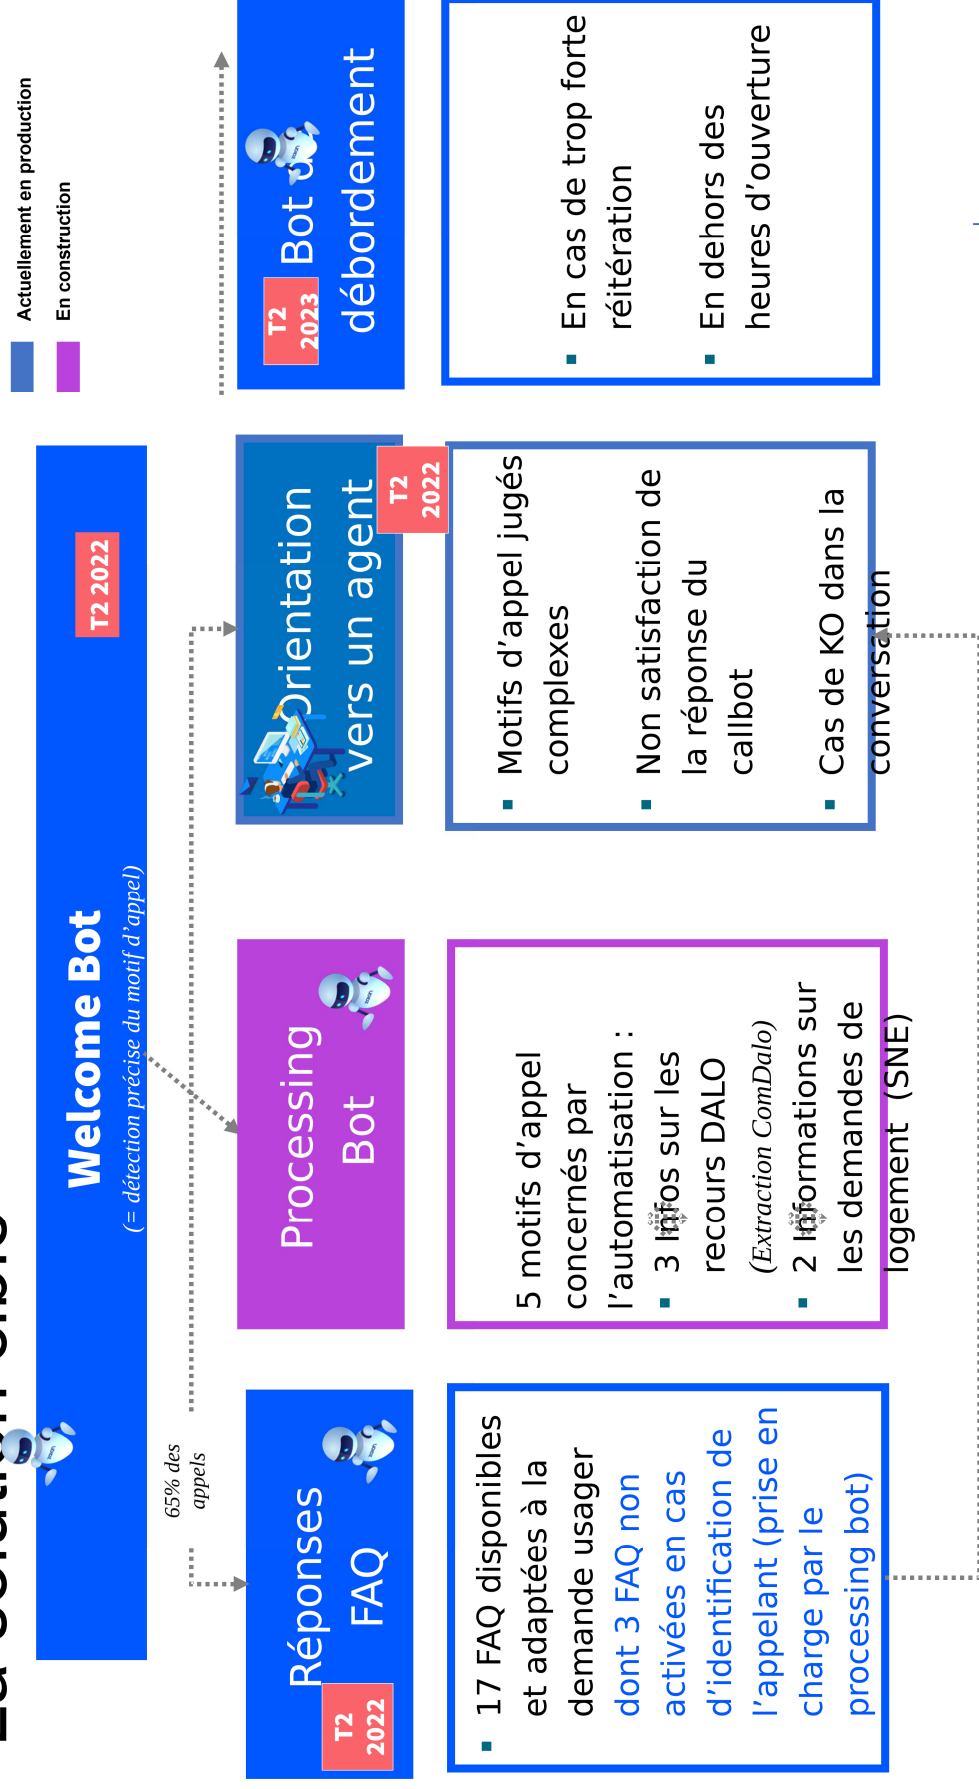 La solution cible
Actuellement en production
En construction
Welcome Bot
T2 2022
(= détection précise du motif d’appel)
65% des
appels
Réponses
FAQ
T2
2022
17 FAQ disponibles
et adaptées à la
demande usager
dont 3 FAQ non
activées en cas
d’identification de
l’appelant (prise en
charge par le
processing bot)
Processing
Bot
5 motifs d’appel
concernés par
l’automatisation :
3 Infos sur les
recours DALO
(Extraction ComDalo)
2 Informations sur
les demandes de
logement (SNE)
Orientation
vers un agent
T2
2022
Motifs d’appel jugés
complexes
Non satisfaction de
la réponse du
callbot
Cas de KO dans la
conversation
T2
2023
Bot d
débordement
En cas de trop forte
réitération
En dehors des
heures d’ouverture